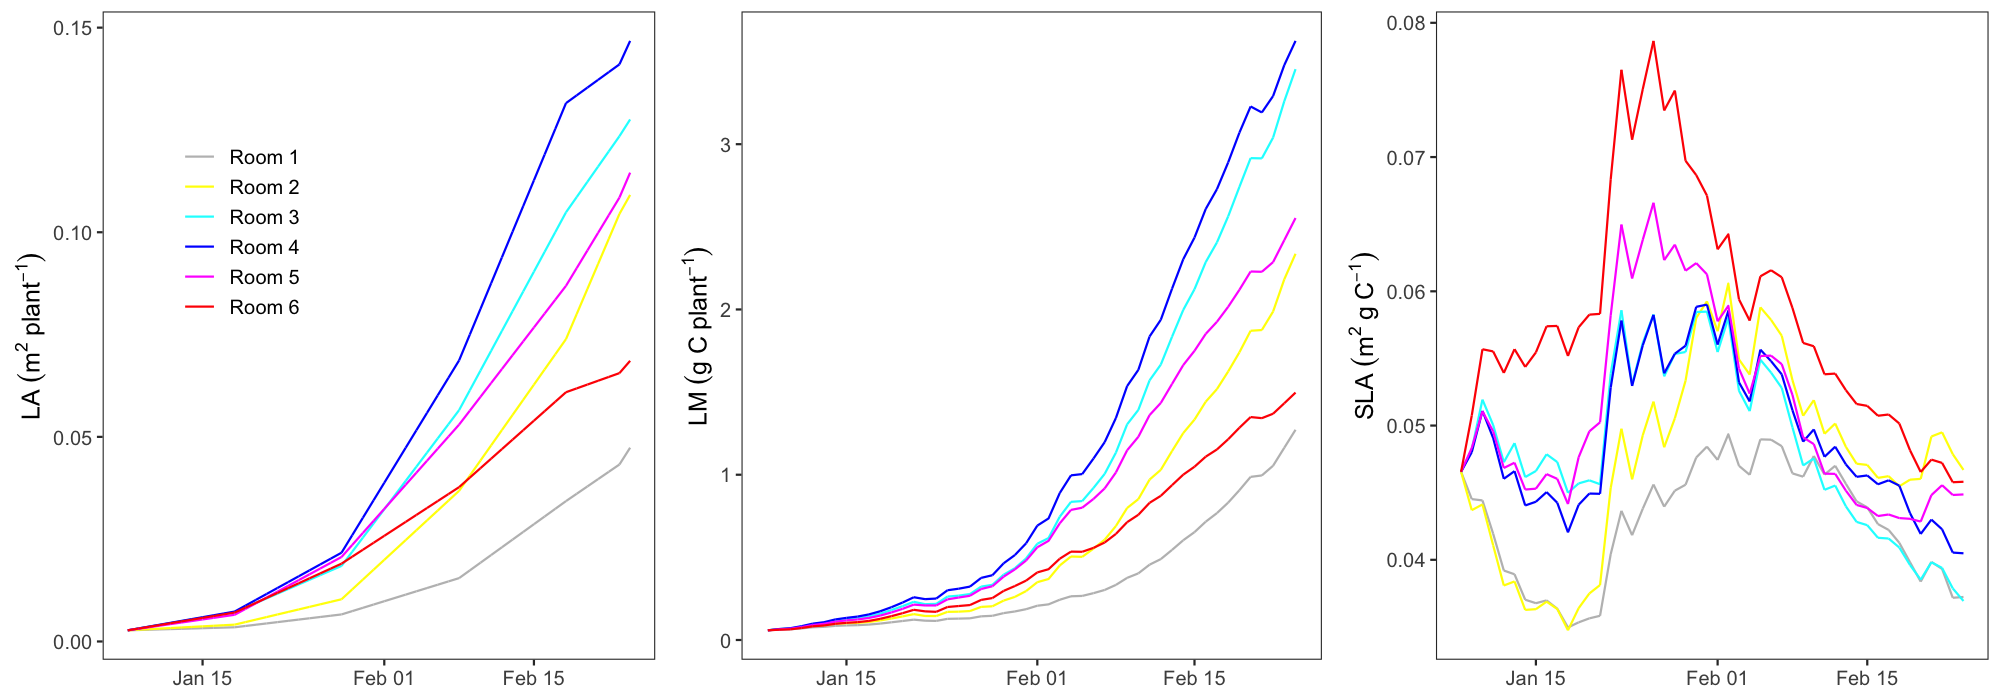 LA (m² plant⁻¹)
0.15
0.10
0.05
0.00
Room 1
Room 2
Room 3
Room 4
Room 5
Room 6
Jan 15 Feb 01 Feb 15
LM (g C plant⁻¹)
3
2
1
0
Jan 15 Feb 01 Feb 15
SLA (m² g C⁻¹)
0.08
0.07
0.06
0.05
0.04
Jan 15 Feb 01 Feb 15